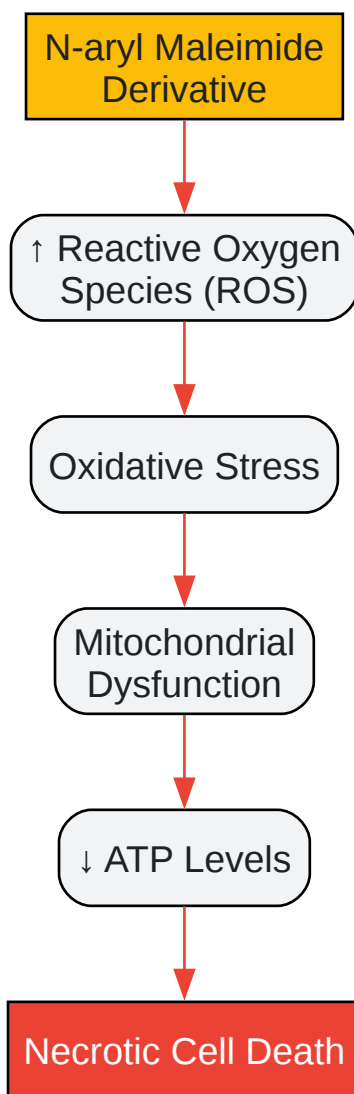 N-aryl Maleimide
Derivative
↑ Reactive Oxygen
Species (ROS)
Oxidative Stress
Mitochondrial
Dysfunction
↓ ATP Levels
Necrotic Cell Death